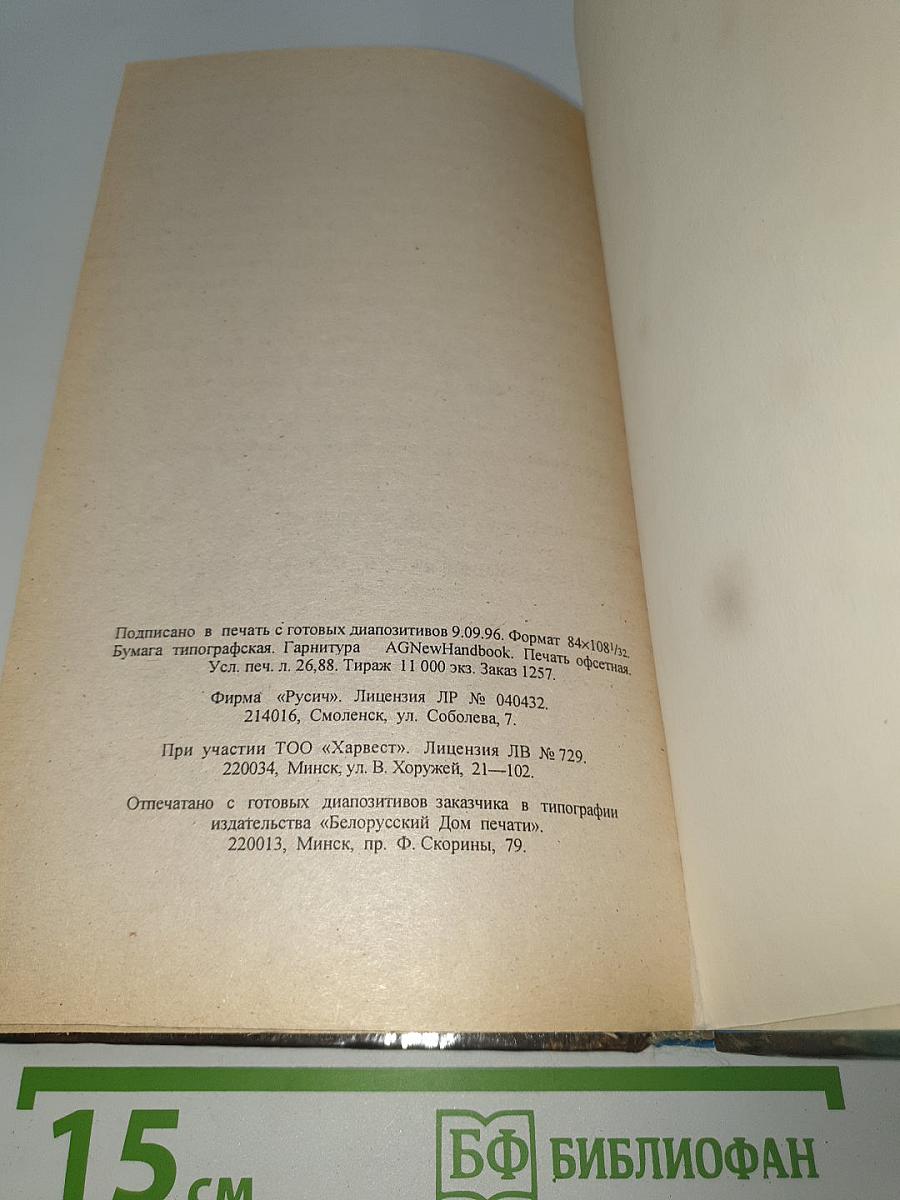 Подписано в печать с готовых диапозитивов 9.09.96. Формат 84×108¹/₃₂.
Бумага типографская. Гарнитура AGNewHandbook. Печать офсетная.
Усл. печ. л. 26,88. Тираж 11 000 экз. Заказ 1257.
Фирма «Русич». Лицензия ЛР № 040432.
214016, Смоленск, ул. Соболева, 7.
При участии ТОО «Харвест». Лицензия ЛВ № 729.
220034, Минск, ул. В. Хоружей, 21—102.
Отпечатано с готовых диапозитивов заказчика в типографии
издательства «Белорусский Дом печати».
220013, Минск, пр. Ф. Скорины, 79.
15 см
БФ БИБЛИОФАН